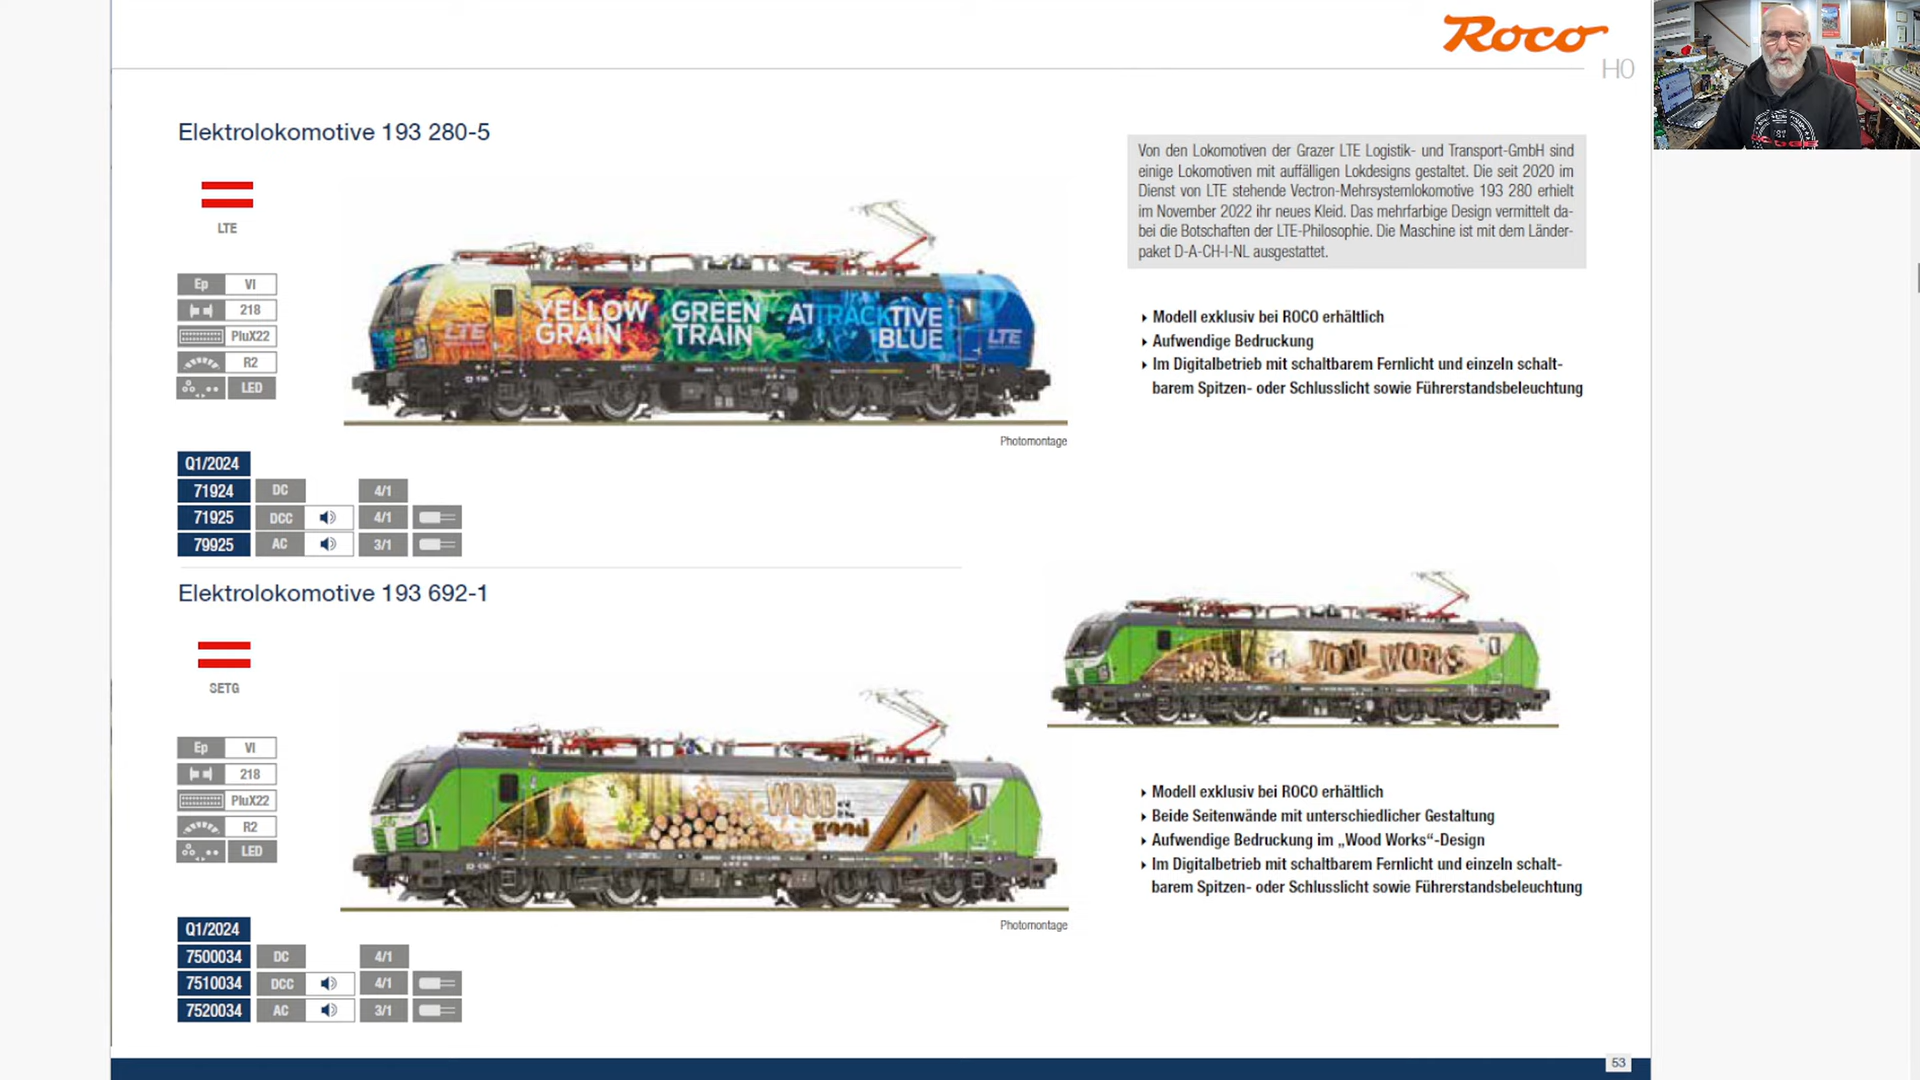 Roco
H0
Elektrolokomotive 193 280-5
LTE
Ep VI
218
PluX22
R2
LED
LTE
YELLOW GREEN ATTRACKTIVE
GRAIN TRAIN BLUE
LTE
Photomontage
Von den Lokomotiven der Grazer LTE Logistik- und Transport-GmbH sind
einige Lokomotiven mit auffälligen Lokdesigns gestaltet. Die seit 2020 im
Dienst von LTE stehende Vectron-Mehrsystemlokomotive 193 280 erhielt
im November 2022 ihr neues Kleid. Das mehrfarbige Design vermittelt da-
bei die Botschaften der LTE-Philosophie. Die Maschine ist mit dem Länder-
paket D-A-CH-I-NL ausgestattet.
Modell exklusiv bei ROCO erhältlich
Aufwendige Bedruckung
Im Digitalbetrieb mit schaltbarem Fernlicht und einzeln schalt-
barem Spitzen- oder Schlusslicht sowie Führerstandsbeleuchtung
Q1/2024
71924 DC 4/1
71925 DCC 4/1
79925 AC 3/1
Elektrolokomotive 193 692-1
SETG
Ep VI
218
PluX22
R2
LED
WOOD
good
Photomontage
WOOD WORKS
Modell exklusiv bei ROCO erhältlich
Beide Seitenwände mit unterschiedlicher Gestaltung
Aufwendige Bedruckung im „Wood Works“-Design
Im Digitalbetrieb mit schaltbarem Fernlicht und einzeln schalt-
barem Spitzen- oder Schlusslicht sowie Führerstandsbeleuchtung
Q1/2024
7500034 DC 4/1
7510034 DCC 4/1
7520034 AC 3/1
53